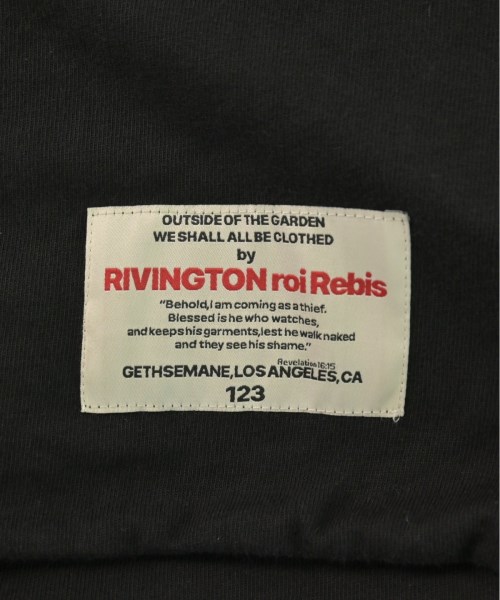 OUTSIDE OF THE GARDEN
WE SHALL ALL BE CLOTHED
by
RIVINGTON roi Rebis
"Behold,I am coming as a thief.
Blessed is he who watches,
and keeps his garments,lest he walk naked
and they see his shame."
Revelation 16:15
GETHSEMANE,LOS ANGELES,CA
123